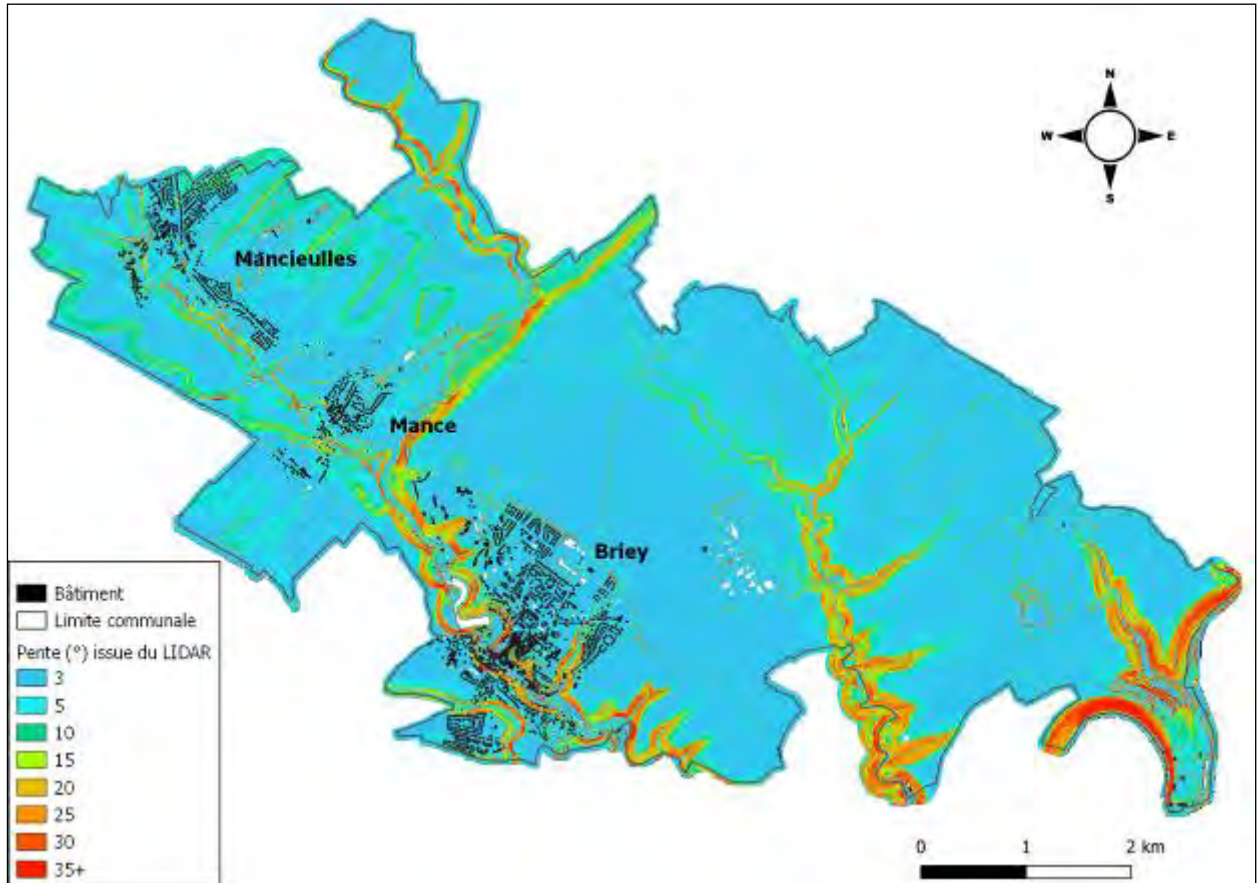 N
W E
S
Mancieulles
Mance
Briey
Bâtiment
Limite communale
Pente (°) issue du LIDAR
3
5
10
15
20
25
30
35+
0 1 2 km